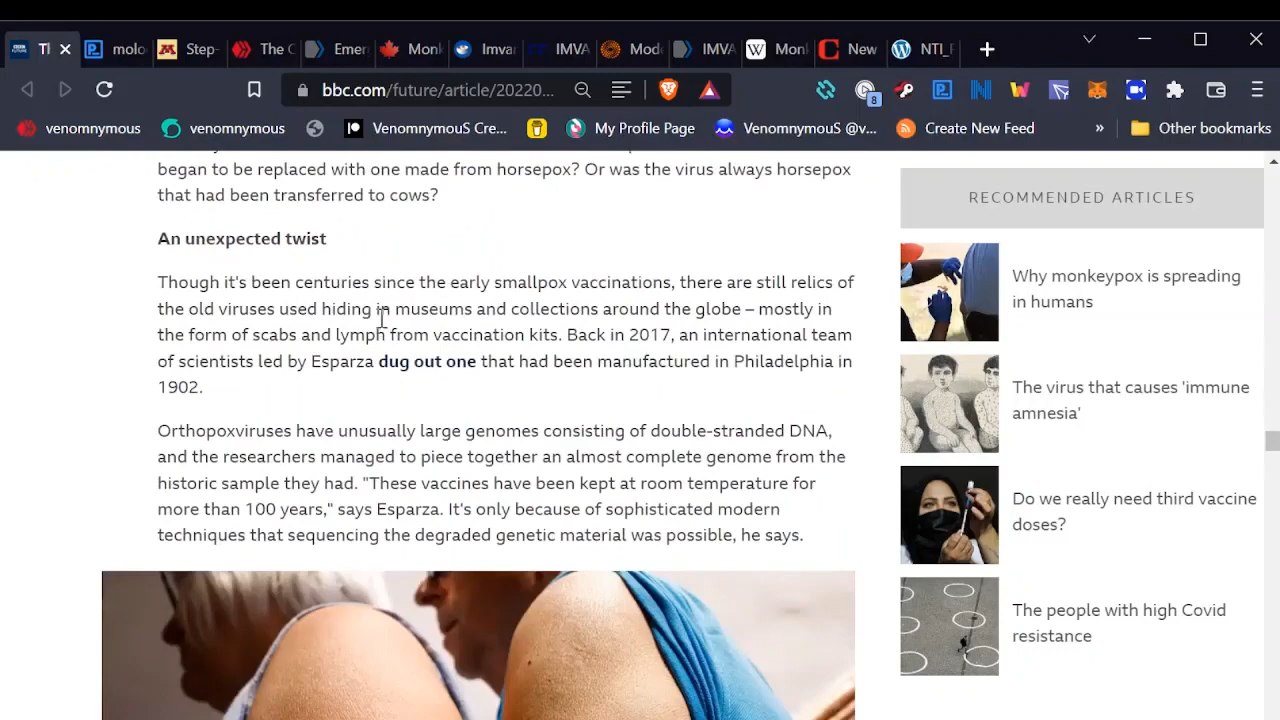 Tl
molo
Step-
The C
Emer
Monk
Imvar
IMVA
Mode
IMVA
W Monk
C New
NTI_F
bbc.com/future/article/20220...
8
venomnymous
venomnymous
VenomnymouS Cre...
My Profile Page
VenomnymouS @v...
Create New Feed
»
Other bookmarks
began to be replaced with one made from horsepox? Or was the virus always horsepox
that had been transferred to cows?
An unexpected twist
Though it's been centuries since the early smallpox vaccinations, there are still relics of
the old viruses used hiding in museums and collections around the globe – mostly in
the form of scabs and lymph from vaccination kits. Back in 2017, an international team
of scientists led by Esparza dug out one that had been manufactured in Philadelphia in
1902.
Orthopoxviruses have unusually large genomes consisting of double-stranded DNA,
and the researchers managed to piece together an almost complete genome from the
historic sample they had. "These vaccines have been kept at room temperature for
more than 100 years," says Esparza. It's only because of sophisticated modern
techniques that sequencing the degraded genetic material was possible, he says.
RECOMMENDED ARTICLES
Why monkeypox is spreading
in humans
The virus that causes 'immune
amnesia'
Do we really need third vaccine
doses?
The people with high Covid
resistance